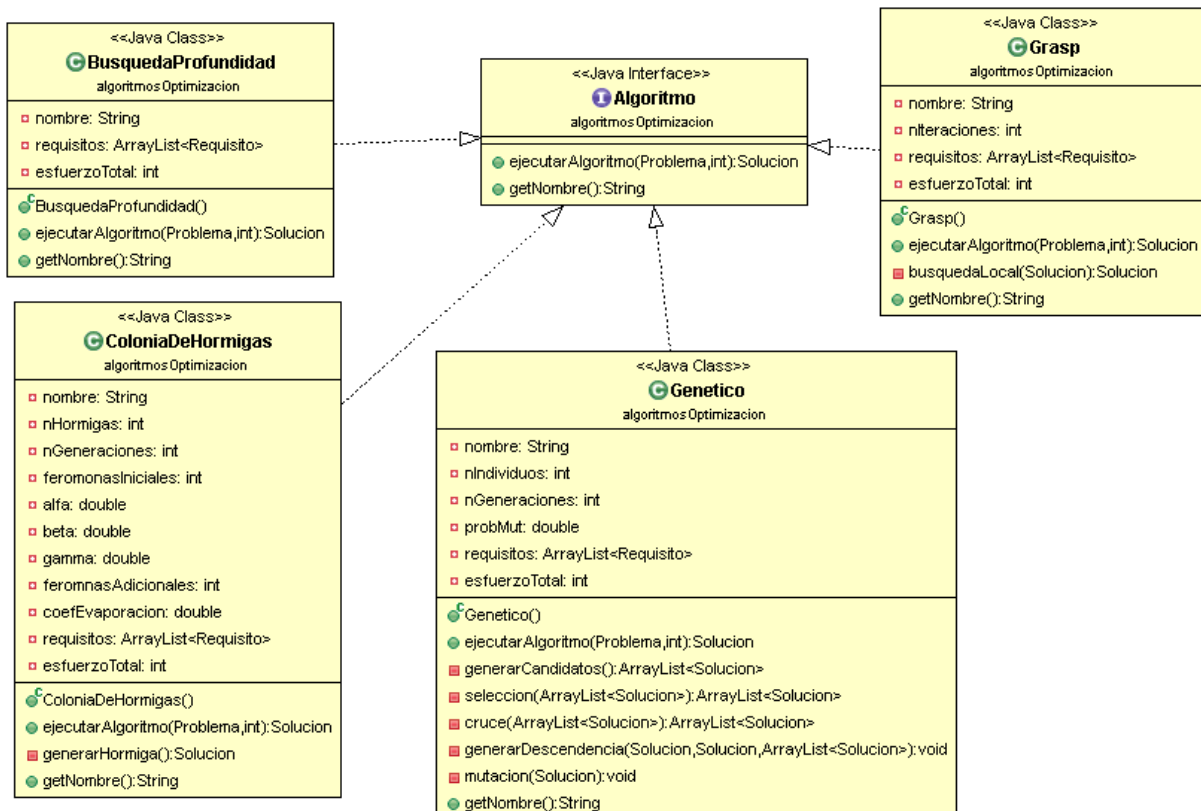 <<Java Class>>
BusquedaProfundidad
algoritmosOptimizacion
nombre: String
requisitos: ArrayList<Requisito>
esfuerzoTotal: int
BusquedaProfundidad()
ejecutarAlgoritmo(Problema,int):Solucion
getNombre():String
<<Java Interface>>
Algoritmo
algoritmosOptimizacion
ejecutarAlgoritmo(Problema,int):Solucion
getNombre():String
<<Java Class>>
Grasp
algoritmosOptimizacion
nombre: String
nIteraciones: int
requisitos: ArrayList<Requisito>
esfuerzoTotal: int
Grasp()
ejecutarAlgoritmo(Problema,int):Solucion
busquedaLocal(Solucion):Solucion
getNombre():String
<<Java Class>>
ColoniaDeHormigas
algoritmosOptimizacion
nombre: String
nHormigas: int
nGeneraciones: int
feromonasIniciales: int
alfa: double
beta: double
gamma: double
feromnasAdicionales: int
coefEvaporacion: double
requisitos: ArrayList<Requisito>
esfuerzoTotal: int
ColoniaDeHormigas()
ejecutarAlgoritmo(Problema,int):Solucion
generarHormiga():Solucion
getNombre():String
<<Java Class>>
Genetico
algoritmosOptimizacion
nombre: String
nIndividuos: int
nGeneraciones: int
probMut: double
requisitos: ArrayList<Requisito>
esfuerzoTotal: int
Genetico()
ejecutarAlgoritmo(Problema,int):Solucion
generarCandidatos():ArrayList<Solucion>
seleccion(ArrayList<Solucion>):ArrayList<Solucion>
cruce(ArrayList<Solucion>):ArrayList<Solucion>
generarDescendencia(Solucion,Solucion,ArrayList<Solucion>):void
mutacion(Solucion):void
getNombre():String